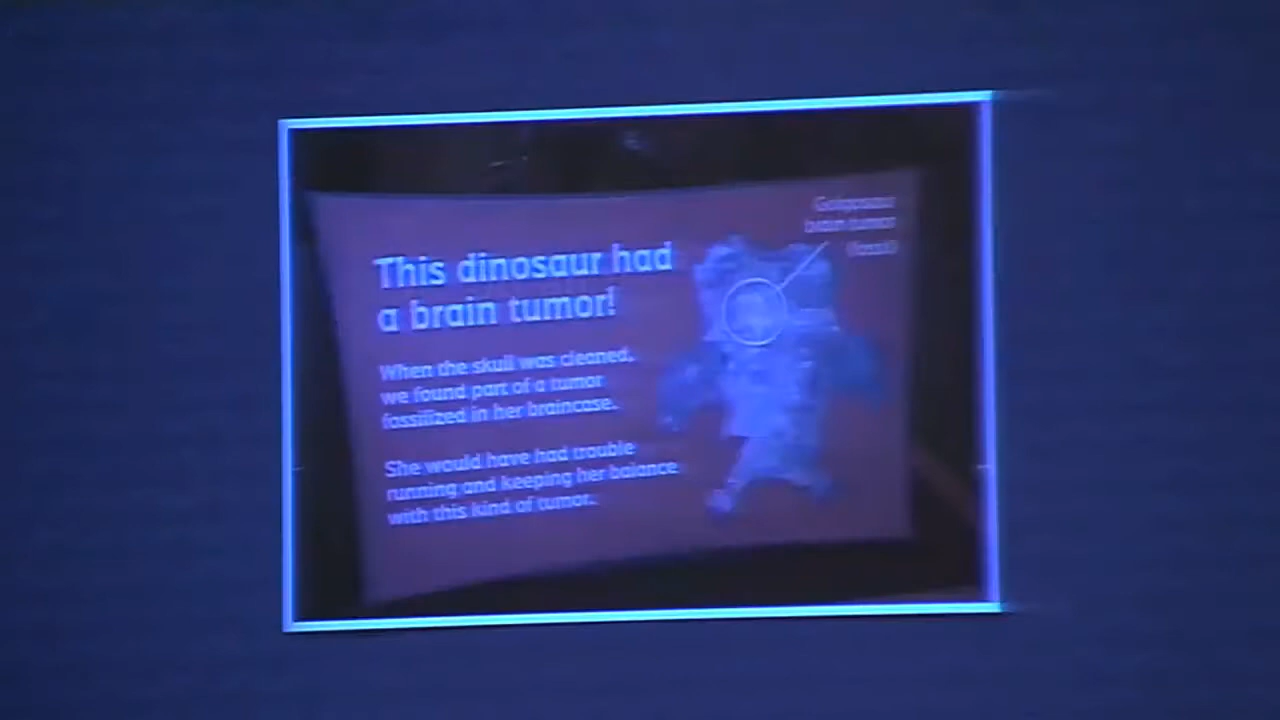 This dinosaur had
a brain tumor!
When the skull was cleaned,
we found part of a tumor
fossilized in her braincase.
She would have had trouble
running and keeping her balance
with this kind of tumor.
brain tumor